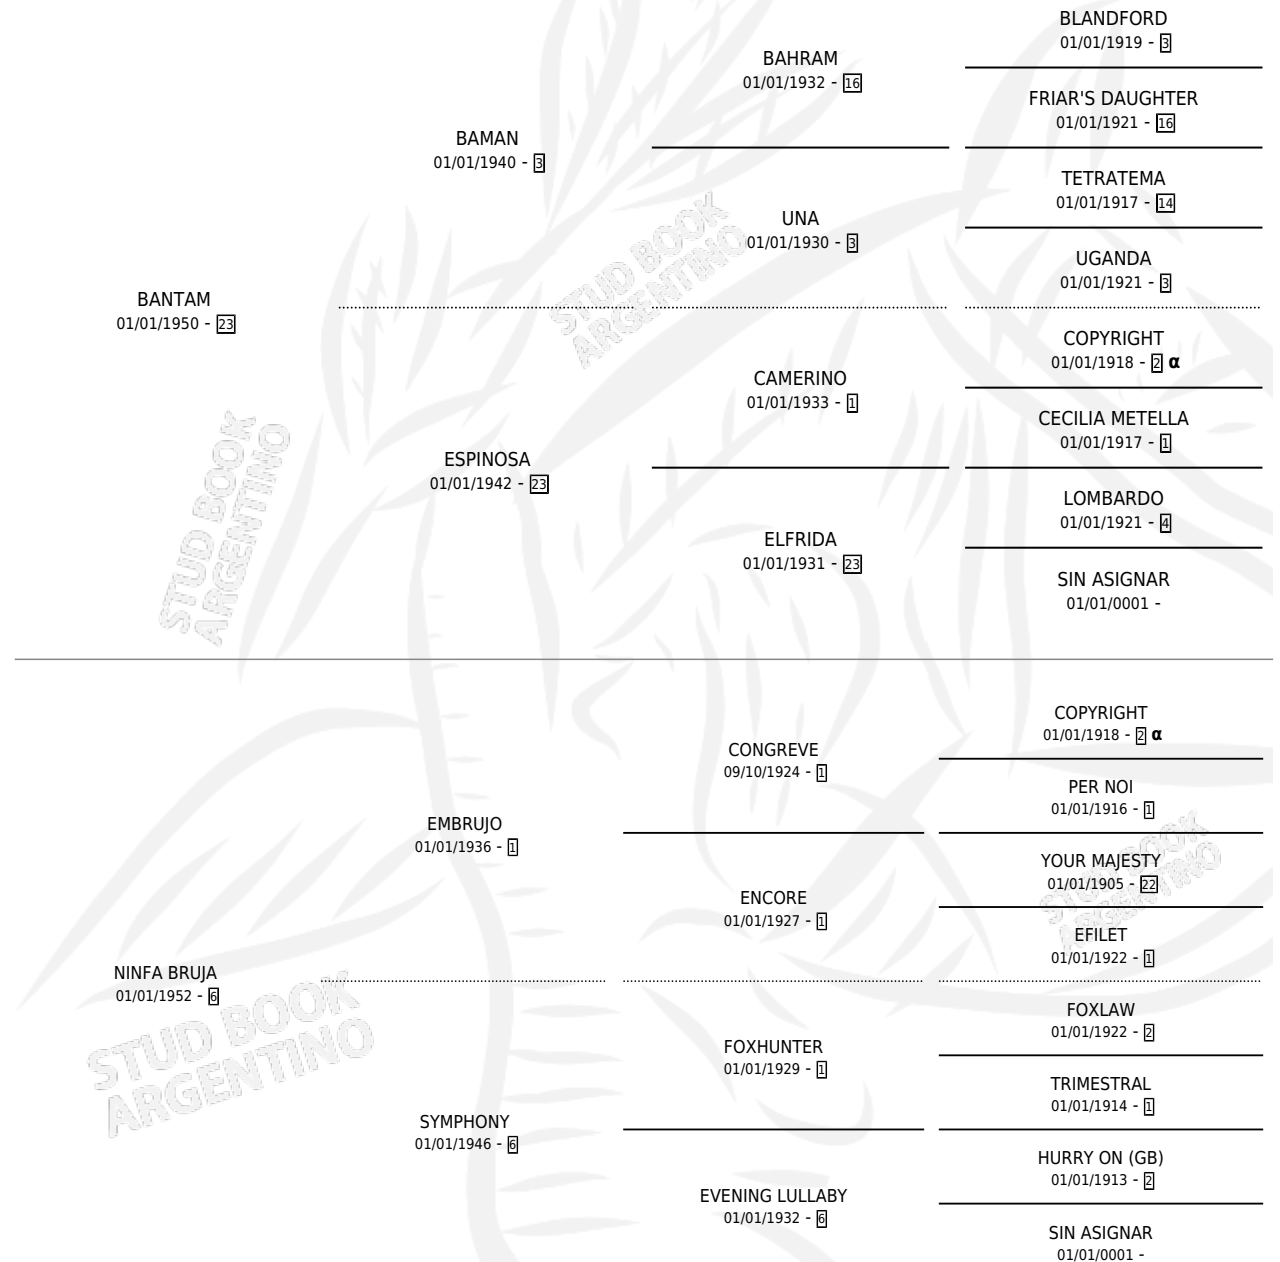 BLANDFORD
01/01/1919 - 3
BAHRAM
01/01/1932 - 16
FRIAR'S DAUGHTER
01/01/1921 - 16
BAMAN
01/01/1940 - 3
TETRATEMA
01/01/1917 - 14
UNA
01/01/1930 - 3
UGANDA
01/01/1921 - 3
BANTAM
01/01/1950 - 23
COPYRIGHT
01/01/1918 - 2 α
CAMERINO
01/01/1933 - 1
CECILIA METELLA
01/01/1917 - 1
ESPINOSA
01/01/1942 - 23
LOMBARDO
01/01/1921 - 4
ELFRIDA
01/01/1931 - 23
SIN ASIGNAR
01/01/0001 -
COPYRIGHT
01/01/1918 - 2 α
CONGREVE
09/10/1924 - 1
PER NOI
01/01/1916 - 1
EMBRUJO
01/01/1936 - 1
YOUR MAJESTY
01/01/1905 - 22
ENCORE
01/01/1927 - 1
EFILET
01/01/1922 - 1
NINFA BRUJA
01/01/1952 - 6
FOXLAW
01/01/1922 - 2
FOXHUNTER
01/01/1929 - 1
TRIMESTRAL
01/01/1914 - 1
SYMPHONY
01/01/1946 - 6
HURRY ON (GB)
01/01/1913 - 2
EVENING LULLABY
01/01/1932 - 6
SIN ASIGNAR
01/01/0001 -
STUD BOOK
ARGENTINO
STUD BOOK
ARGENTINO
STUD BOOK
ARGENTINO
STUD BOOK
ARGENTINO